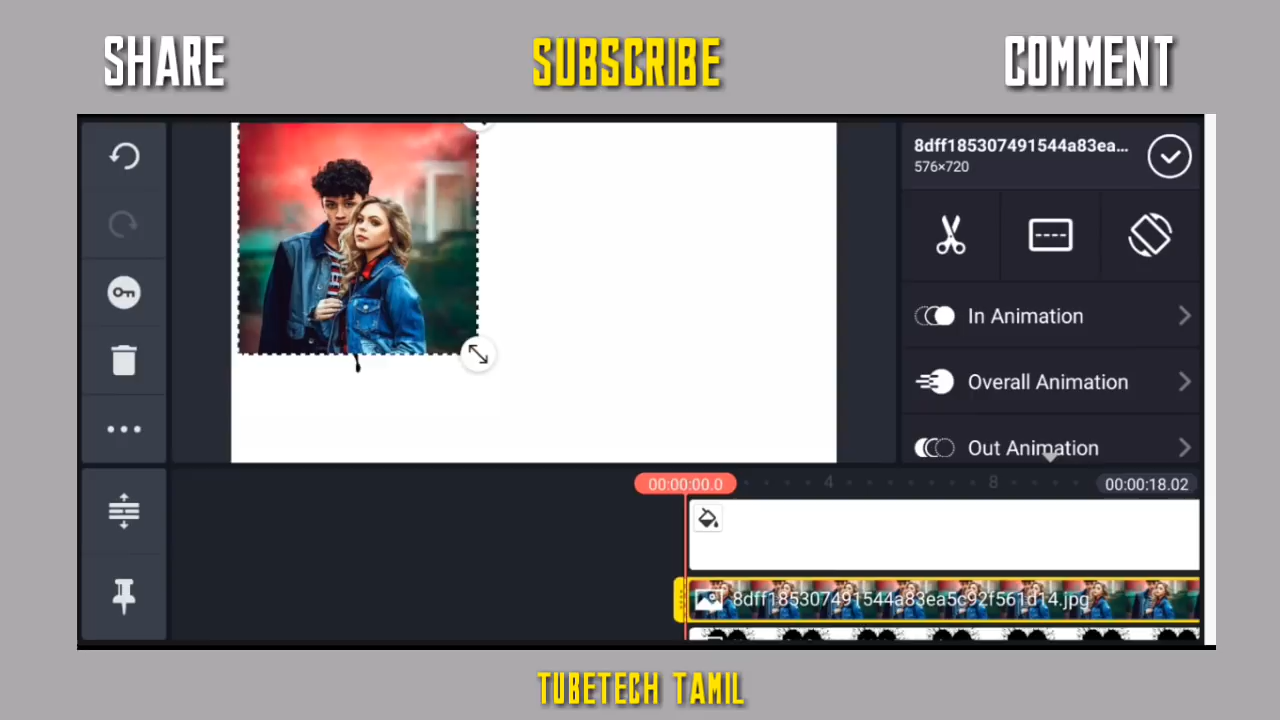 SHARE
SUBSCRIBE
COMMENT
8dff185307491544a83ea...
576×720
In Animation
Overall Animation
Out Animation
00:00:00.0
4
8
00:00:18.02
8dff185307491544a83ea5c92f561d14.jpg
TUBETECH TAMIL